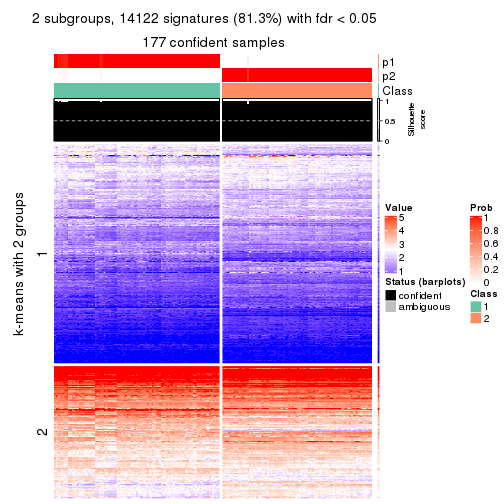 2 subgroups, 14122 signatures (81.3%) with fdr < 0.05
177 confident samples
p1
p2
Class
1
0.5
0
Silhouette
score
k-means with 2 groups
1
2
Value
5
4
3
2
1
Status (barplots)
confident
ambiguous
Prob
1
0.8
0.6
0.4
0.2
0
Class
1
2